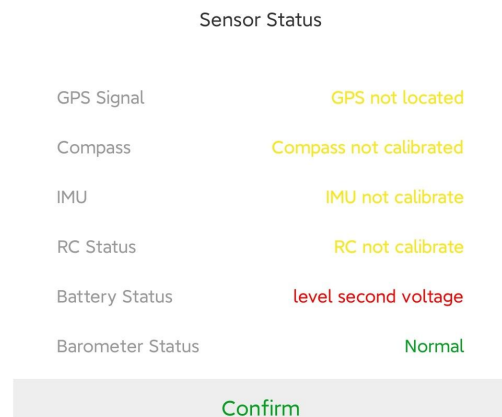 Sensor Status
GPS Signal GPS not located
Compass Compass not calibrated
IMU IMU not calibrate
RC Status RC not calibrate
Battery Status level second voltage
Barometer Status Normal
Confirm